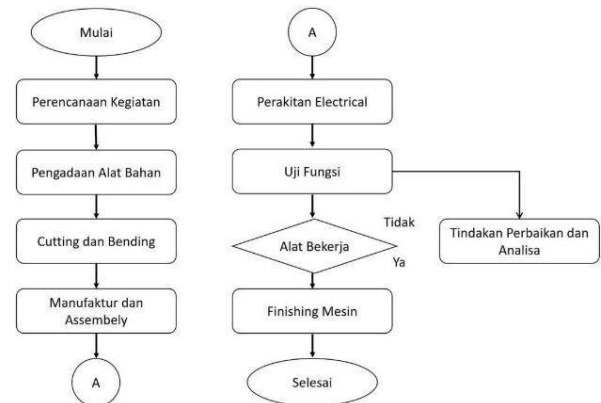 Mulai
Perencanaan Kegiatan
Pengadaan Alat Bahan
Cutting dan Bending
Manufaktur dan
Assembely
A
A
Perakitan Electrical
Uji Fungsi
Alat Bekerja
Tidak
Ya
Tindakan Perbaikan dan
Analisa
Finishing Mesin
Selesai